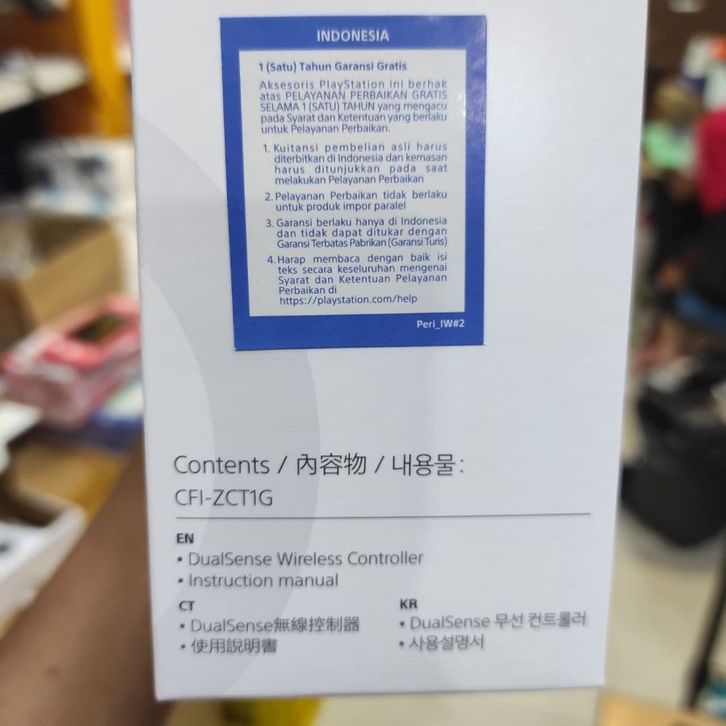 INDONESIA
1 (Satu) Tahun Garansi Gratis
Aksesoris PlayStation ini berhak
atas PELAYANAN PERBAIKAN GRATIS
SELAMA 1 (SATU) TAHUN yang mengacu
pada Syarat dan Ketentuan yang berlaku
untuk Pelayanan Perbaikan.
1. Kuitansi pembelian asli harus
diterbitkan di Indonesia dan kemasan
harus ditunjukkan pada saat
melakukan Pelayanan Perbaikan
2. Pelayanan Perbaikan tidak berlaku
untuk produk impor paralel
3. Garansi berlaku hanya di Indonesia
dan tidak dapat ditukar dengan
Garansi Terbatas Pabrikan (Garansi Turis)
4. Harap membaca dengan baik isi
teks secara keseluruhan mengenai
Syarat dan Ketentuan Pelayanan
Perbaikan di
https://playstation.com/help
Peri_IW#2
Contents / 內容物 / 내용물:
CFI-ZCT1G
EN
• DualSense Wireless Controller
• Instruction manual
CT
• DualSense無線控制器
• 使用說明書
KR
• DualSense 무선 컨트롤러
• 사용설명서